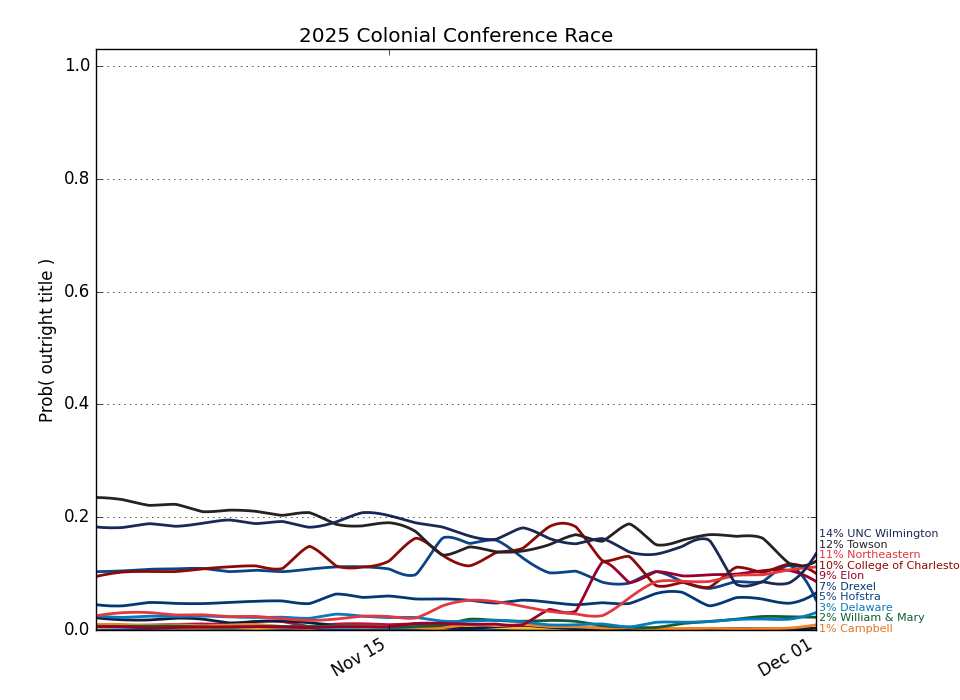 2025 Colonial Conference Race
Prob( outright title )
1.0
0.8
0.6
0.4
0.2
0.0
Nov 15
Dec 01
14% UNC Wilmington
12% Towson
11% Northeastern
10% College of Charlesto
9% Elon
7% Drexel
5% Hofstra
3% Delaware
2% William & Mary
1% Campbell